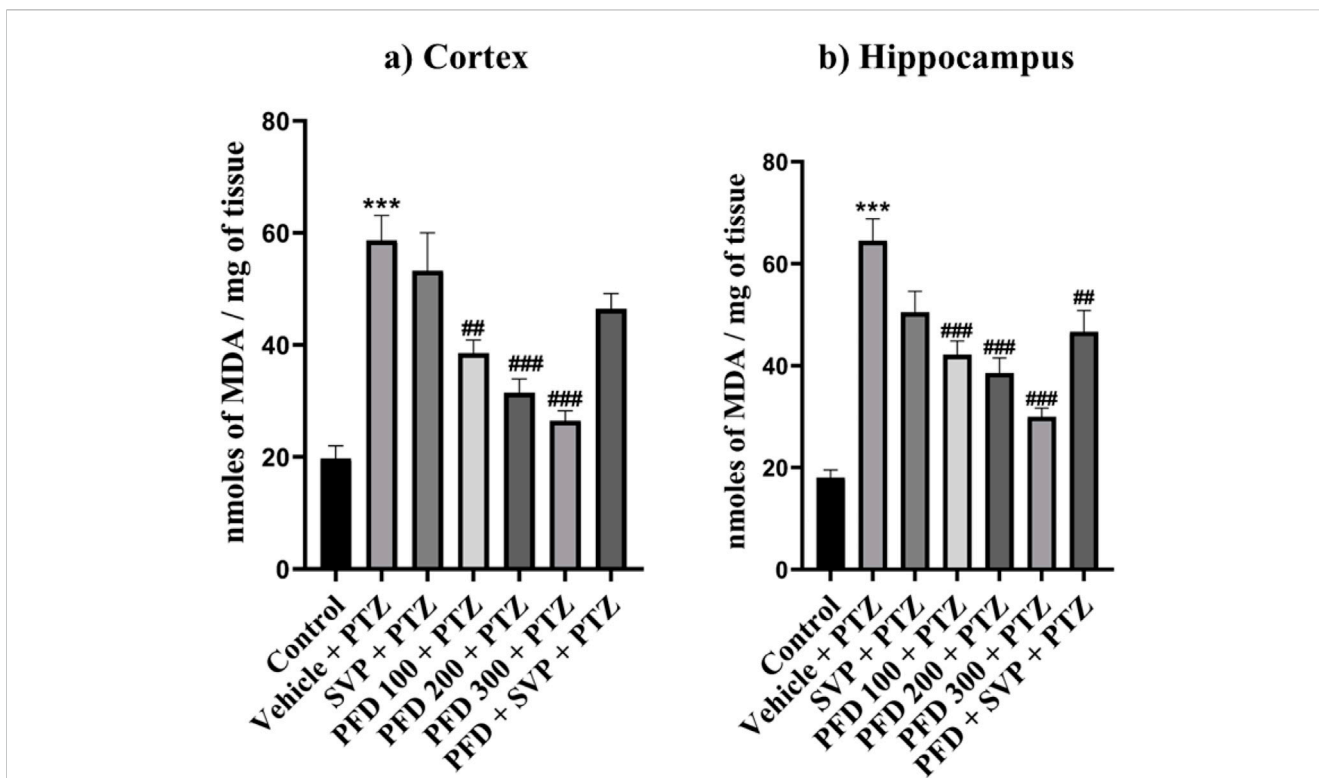 a) Cortex
nmoles of MDA / mg of tissue
80
60
40
20
0
***
##
###
###
Control
Vehicle + PTZ
SVP + PTZ
PFD 100 + PTZ
PFD 200 + PTZ
PFD 300 + PTZ
PFD + SVP + PTZ
b) Hippocampus
nmoles of MDA / mg of tissue
80
60
40
20
0
***
###
###
###
##
Control
Vehicle + PTZ
SVP + PTZ
PFD 100 + PTZ
PFD 200 + PTZ
PFD 300 + PTZ
PFD + SVP + PTZ